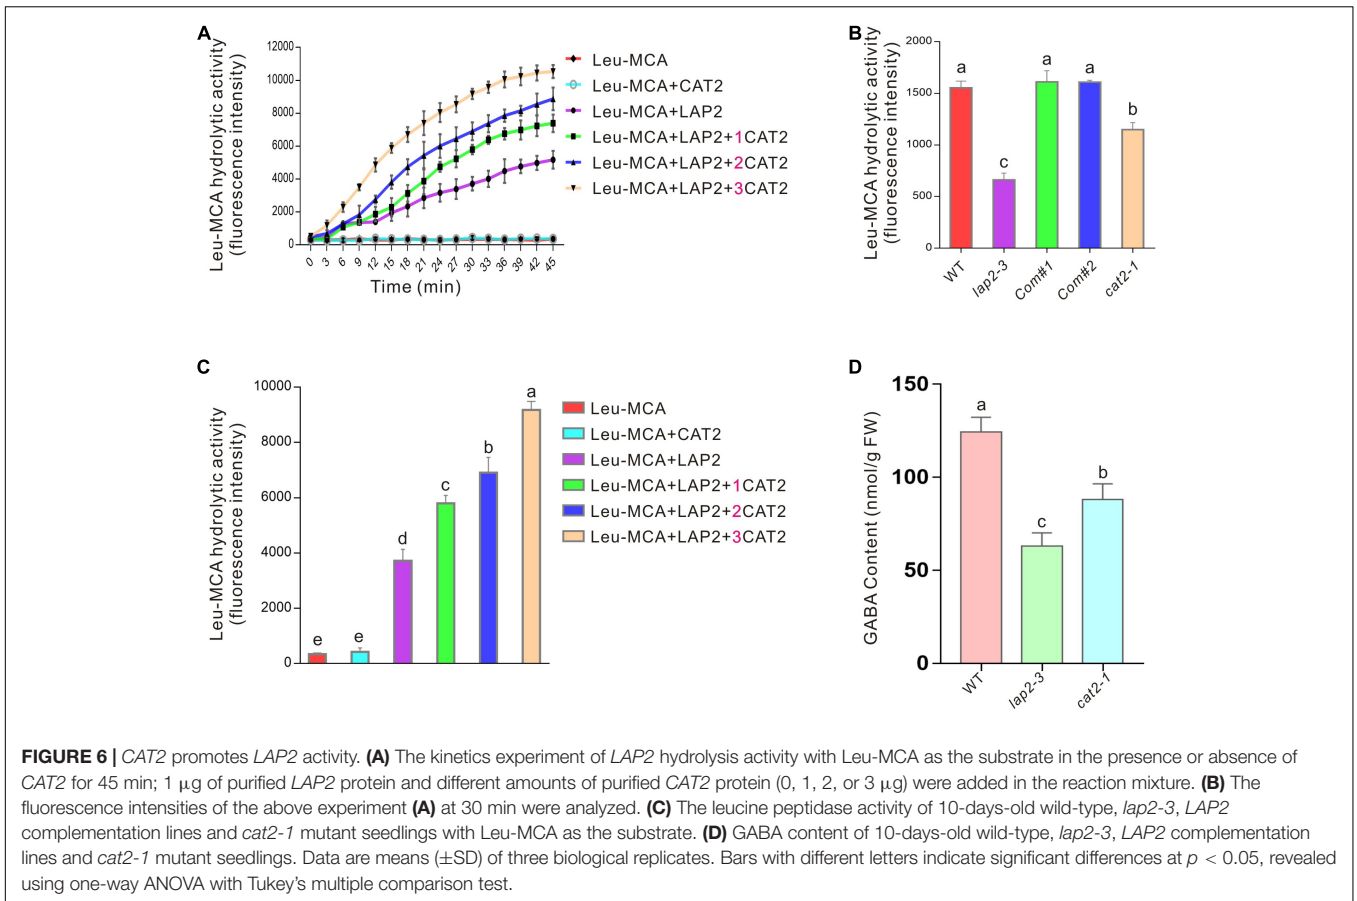 A
Leu-MCA hydrolytic activity
(fluorescence intensity)
12000
10000
8000
6000
4000
2000
0
0 3 6 9 12 15 18 21 24 27 30 33 36 39 42 45
Time (min)
Leu-MCA
Leu-MCA+CAT2
Leu-MCA+LAP2
Leu-MCA+LAP2+1CAT2
Leu-MCA+LAP2+2CAT2
Leu-MCA+LAP2+3CAT2
B
Leu-MCA hydrolytic activity
(fluorescence intensity)
2000
1500
1000
500
0
a c a a b
WT lap2-3 Com#1 Com#2 cat2-1
C
Leu-MCA hydrolytic activity
(fluorescence intensity)
10000
8000
6000
4000
2000
0
e e d c b a
Leu-MCA
Leu-MCA+CAT2
Leu-MCA+LAP2
Leu-MCA+LAP2+1CAT2
Leu-MCA+LAP2+2CAT2
Leu-MCA+LAP2+3CAT2
D
GABA Content (nmol/g FW)
150
100
50
0
a c b
WT lap2-3 cat2-1
FIGURE 6 | CAT2 promotes LAP2 activity. (A) The kinetics experiment of LAP2 hydrolysis activity with Leu-MCA as the substrate in the presence or absence of
CAT2 for 45 min; 1 μg of purified LAP2 protein and different amounts of purified CAT2 protein (0, 1, 2, or 3 μg) were added in the reaction mixture. (B) The
fluorescence intensities of the above experiment (A) at 30 min were analyzed. (C) The leucine peptidase activity of 10-days-old wild-type, lap2-3, LAP2
complementation lines and cat2-1 mutant seedlings with Leu-MCA as the substrate. (D) GABA content of 10-days-old wild-type, lap2-3, LAP2 complementation
lines and cat2-1 mutant seedlings. Data are means (±SD) of three biological replicates. Bars with different letters indicate significant differences at p < 0.05, revealed
using one-way ANOVA with Tukey's multiple comparison test.